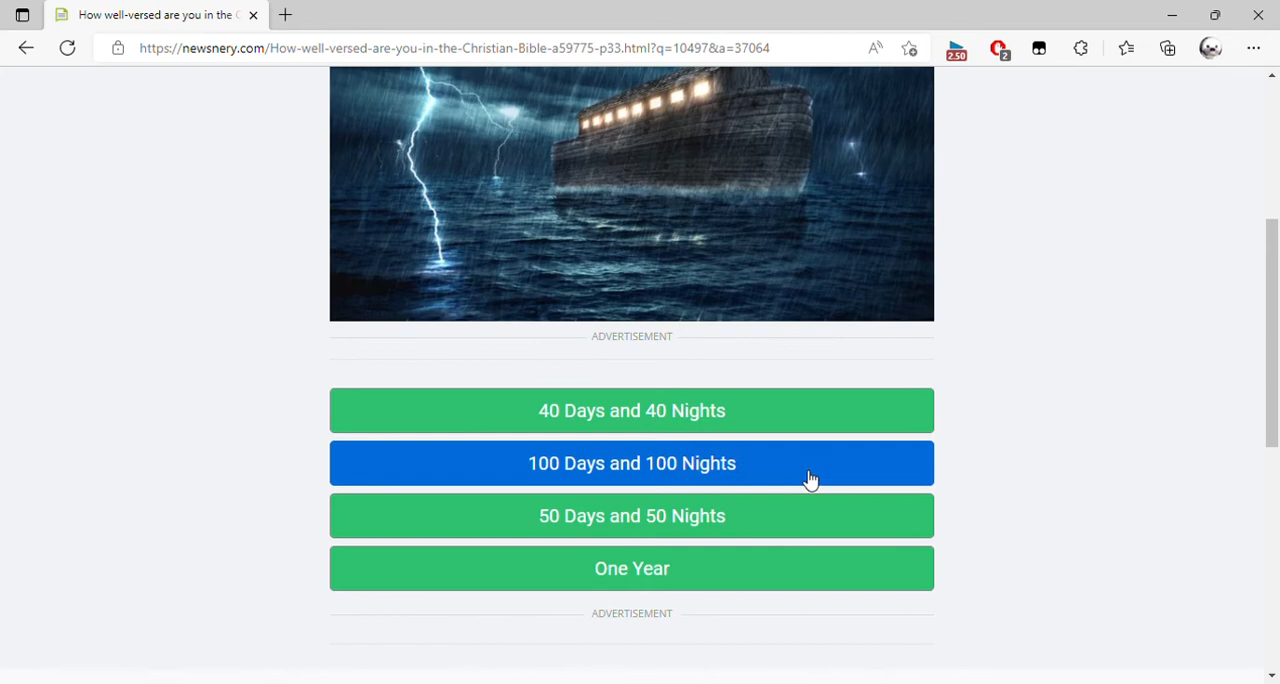 How well-versed are you in the
https://newsnery.com/How-well-versed-are-you-in-the-Christian-Bible-a59775-p33.html?q=10497&a=37064
2.50
2
ADVERTISEMENT
40 Days and 40 Nights
100 Days and 100 Nights
50 Days and 50 Nights
One Year
ADVERTISEMENT